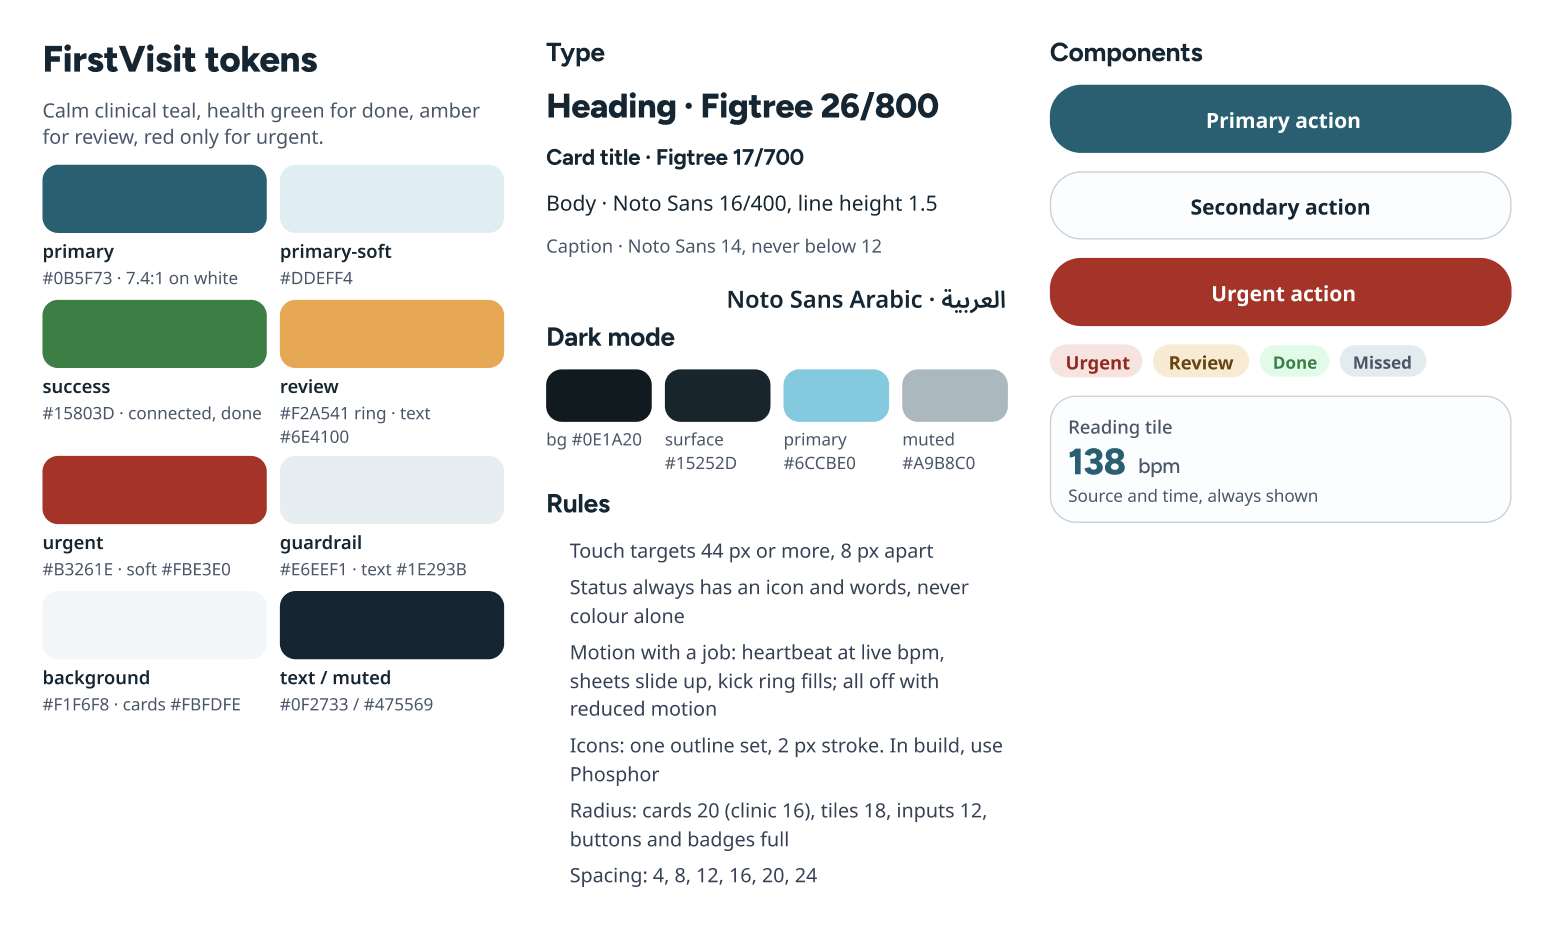 FirstVisit tokens
Calm clinical teal, health green for done, amber
for review, red only for urgent.
primary
#0B5F73 · 7.4:1 on white
primary-soft
#DDEFF4
success
#15803D · connected, done
review
#F2A541 ring · text
#6E4100
urgent
#B3261E · soft #FBE3E0
guardrail
#E6EEF1 · text #1E293B
background
#F1F6F8 · cards #FBFDFE
text / muted
#0F2733 / #475569
Type
Heading · Figtree 26/800
Card title · Figtree 17/700
Body · Noto Sans 16/400, line height 1.5
Caption · Noto Sans 14, never below 12
العربية · Noto Sans Arabic
Dark mode
bg #0E1A20
surface
#15252D
primary
#6CCBE0
muted
#A9B8C0
Rules
Touch targets 44 px or more, 8 px apart
Status always has an icon and words, never
colour alone
Motion with a job: heartbeat at live bpm,
sheets slide up, kick ring fills; all off with
reduced motion
Icons: one outline set, 2 px stroke. In build, use
Phosphor
Radius: cards 20 (clinic 16), tiles 18, inputs 12,
buttons and badges full
Spacing: 4, 8, 12, 16, 20, 24
Components
Primary action
Secondary action
Urgent action
Urgent
Review
Done
Missed
Reading tile
138 bpm
Source and time, always shown